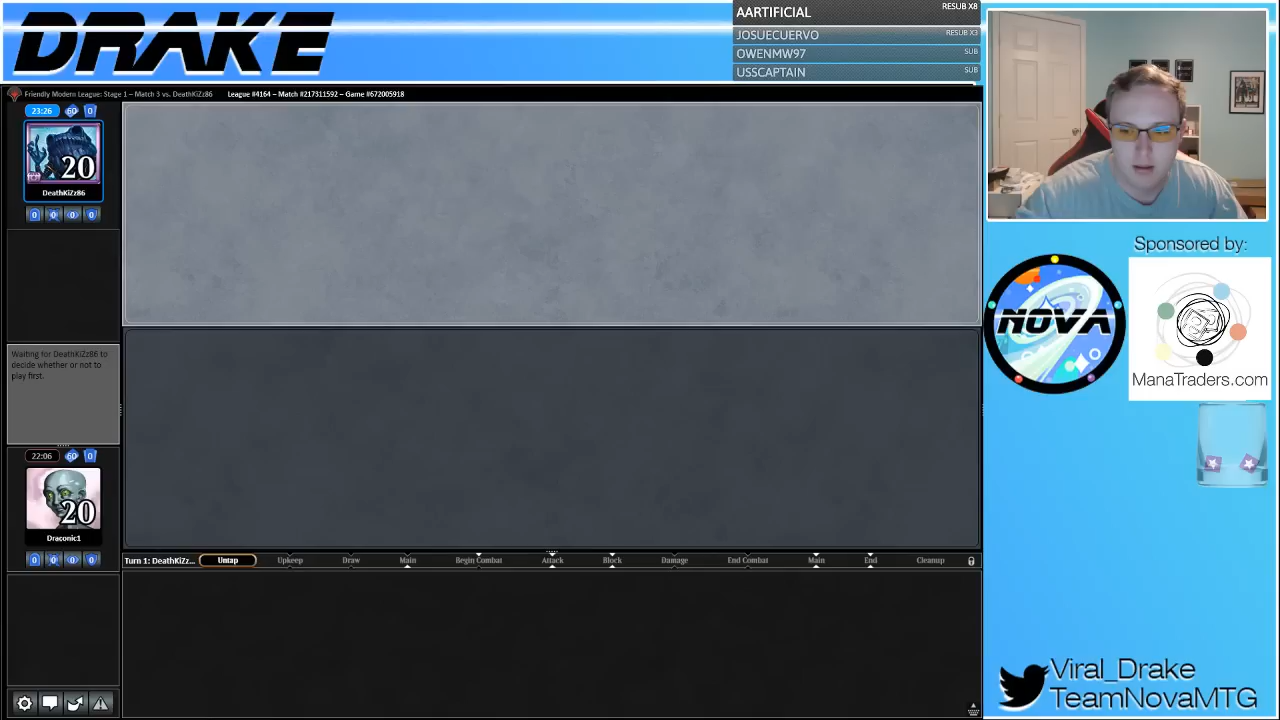 DRAKE
AARTIFICIAL RESUB X8
JOSUECUERVO RESUB X3
OWENMW97 SUB
USSCAPTAIN SUB
Friendly Modern League: Stage 1 - Match 3 vs. DeathKiZz86 League #4164 – Match #217311592 – Game #672005918
23:26 60 0
20
DeathKiZz86
0 0 0 0
Waiting for DeathKiZz86 to
decide whether or not to
play first.
22:06 60 0
20
Draconic1
0 0 0 0
Turn 1: DeathKiZz... Untap Upkeep Draw Main Begin Combat Attack Block Damage End Combat Main End Cleanup
Sponsored by:
NOVA
ManaTraders.com
Viral_Drake
TeamNovaMTG